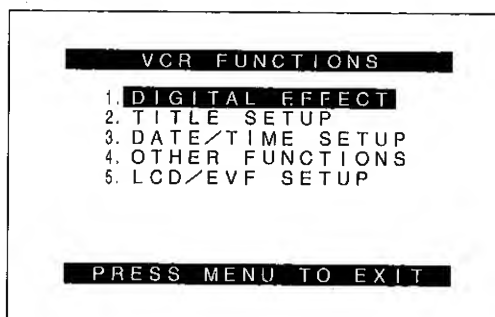 VCR FUNCTIONS
1. DIGITAL EFFECT
2. TITLE SETUP
3. DATE/TIME SETUP
4. OTHER FUNCTIONS
5. LCD/EVF SETUP
PRESS MENU TO EXIT